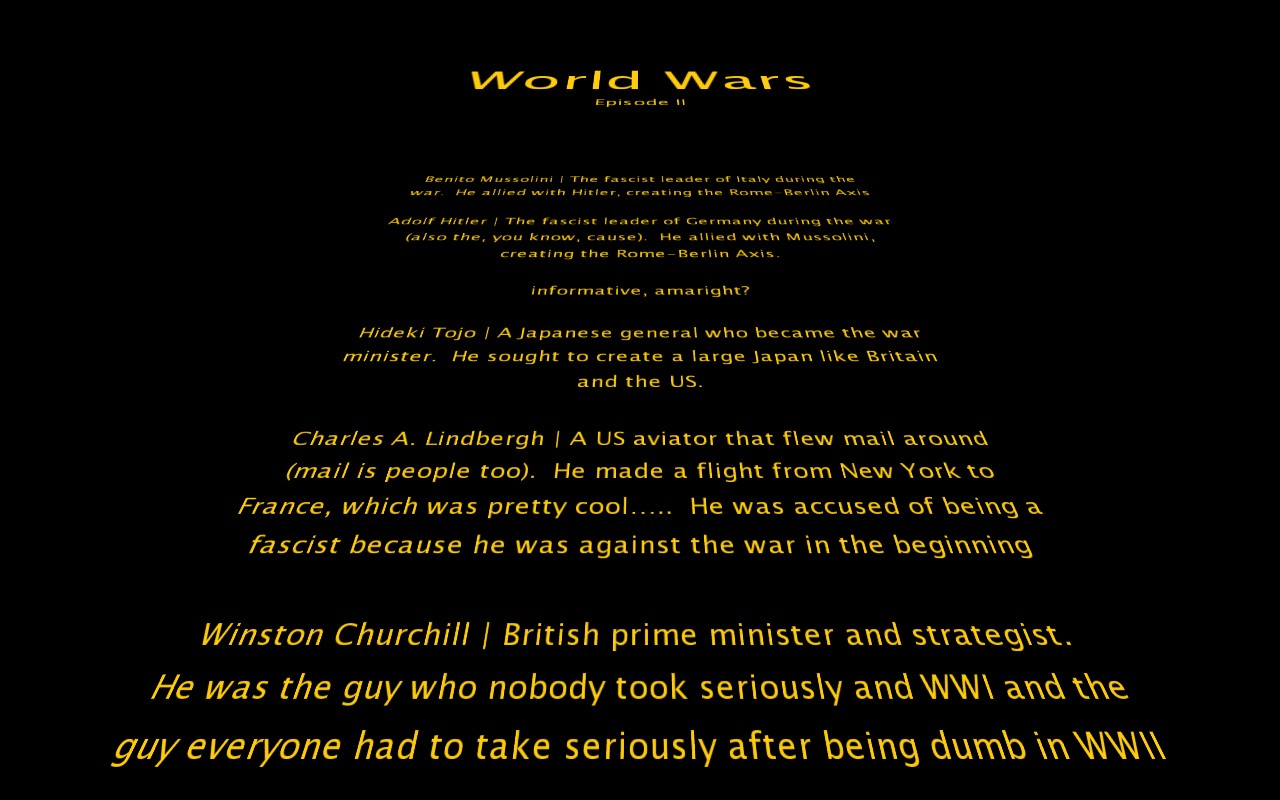 World Wars
Episode II
Benito Mussolini | The fascist leader of Italy during the
war.  He allied with Hitler, creating the Rome-Berlin Axis
Adolf Hitler | The fascist leader of Germany during the war
(also the, you know, cause).  He allied with Mussolini,
creating the Rome-Berlin Axis.
informative, amaright?
Hideki Tojo | A Japanese general who became the war
minister.  He sought to create a large Japan like Britain
and the US.
Charles A. Lindbergh | A US aviator that flew mail around
(mail is people too).  He made a flight from New York to
France, which was pretty cool.....  He was accused of being a
fascist because he was against the war in the beginning
Winston Churchill | British prime minister and strategist.
He was the guy who nobody took seriously and WWI and the
guy everyone had to take seriously after being dumb in WWII